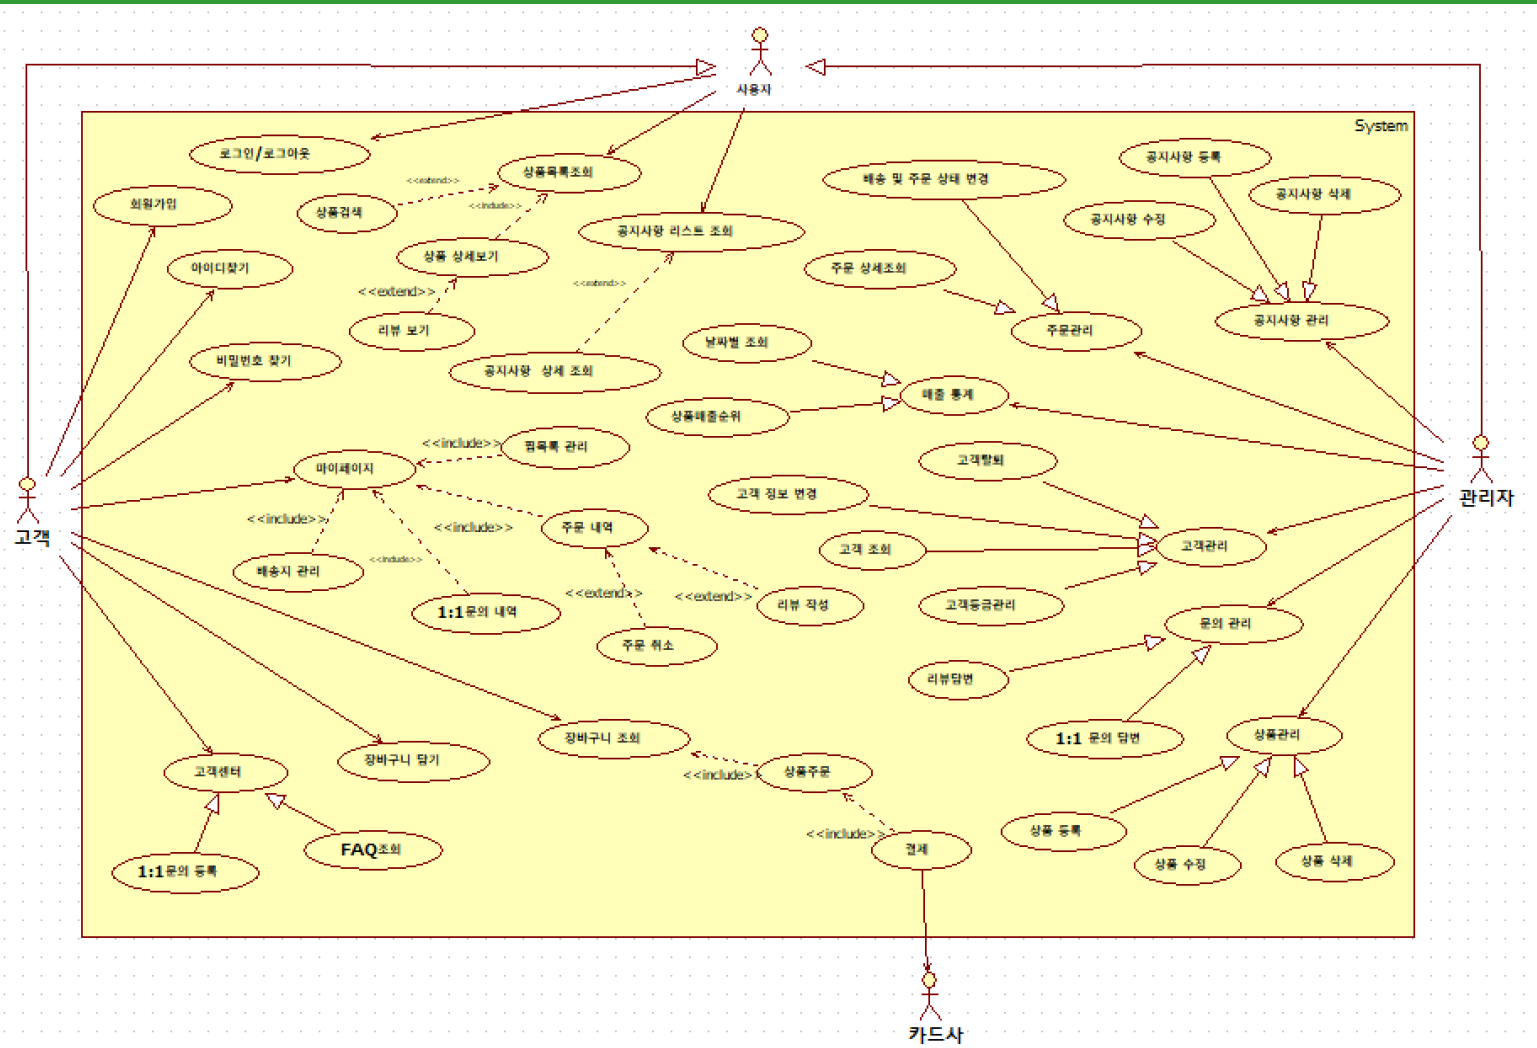 사용자
System
로그인/로그아웃
상품목록조회
<<extend>>
배송 및 주문 상태 변경
공지사항 등록
공지사항 삭제
회원가입
상품검색
<<include>>
공지사항 리스트 조회
공지사항 수정
상품 상세보기
아이디찾기
주문 상세조회
<<extend>>
<<extend>>
리뷰 보기
주문관리
공지사항 관리
날짜별 조회
비밀번호 찾기
공지사항 상세 조회
매출 통계
상품매출순위
<<include>>
찜목록 관리
마이페이지
고객탈퇴
고객 정보 변경
관리자
<<include>>
<<include>>
주문 내역
고객
고객 조회
고객관리
<<include>>
배송지 관리
<<extend>>
<<extend>>
리뷰 작성
고객등급관리
1:1문의 내역
문의 관리
주문 취소
리뷰답변
장바구니 조회
1:1 문의 답변
상품관리
장바구니 담기
고객센터
<<include>>
상품주문
<<include>>
상품 등록
FAQ조회
결제
1:1문의 등록
상품 수정
상품 삭제
카드사